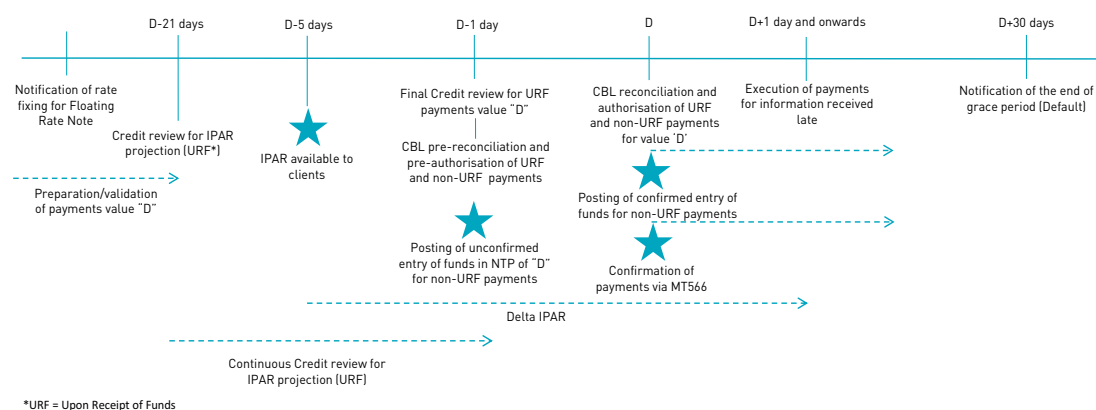 D-21 days
D-5 days
D-1 day
D
D+1 day and onwards
D+30 days
Notification of rate
fixing for Floating
Rate Note
Credit review for IPAR
projection (URF*)
IPAR available to
clients
Final Credit review for URF
payments value “D”
CBL pre-reconciliation and
pre-authorisation of URF
and non-URF payments
CBL reconciliation and
authorisation of URF
and non-URF payments
for value ‘D’
Execution of payments
for information received
late
Notification of the end of
grace period (Default)
Preparation/validation
of payments value “D”
Posting of confirmed entry of
funds for non-URF payments
Posting of unconfirmed
entry of funds in NTP of “D”
for non-URF payments
Confirmation of
payments via MT566
Delta IPAR
Continuous Credit review for
IPAR projection (URF)
*URF = Upon Receipt of Funds